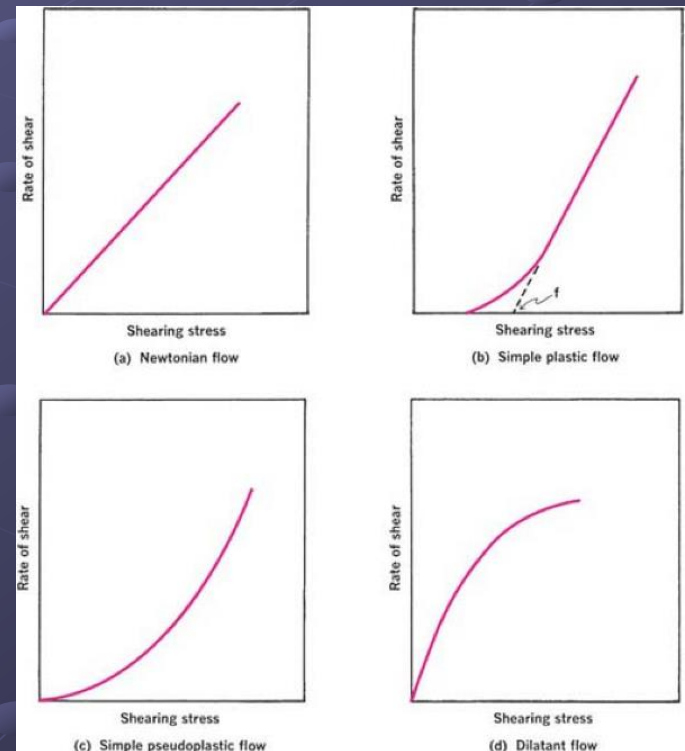 Rate of shear
Shearing stress
(a) Newtonian flow
Rate of shear
f
Shearing stress
(b) Simple plastic flow
Rate of shear
Shearing stress
(c) Simple pseudoplastic flow
Rate of shear
Shearing stress
(d) Dilatant flow